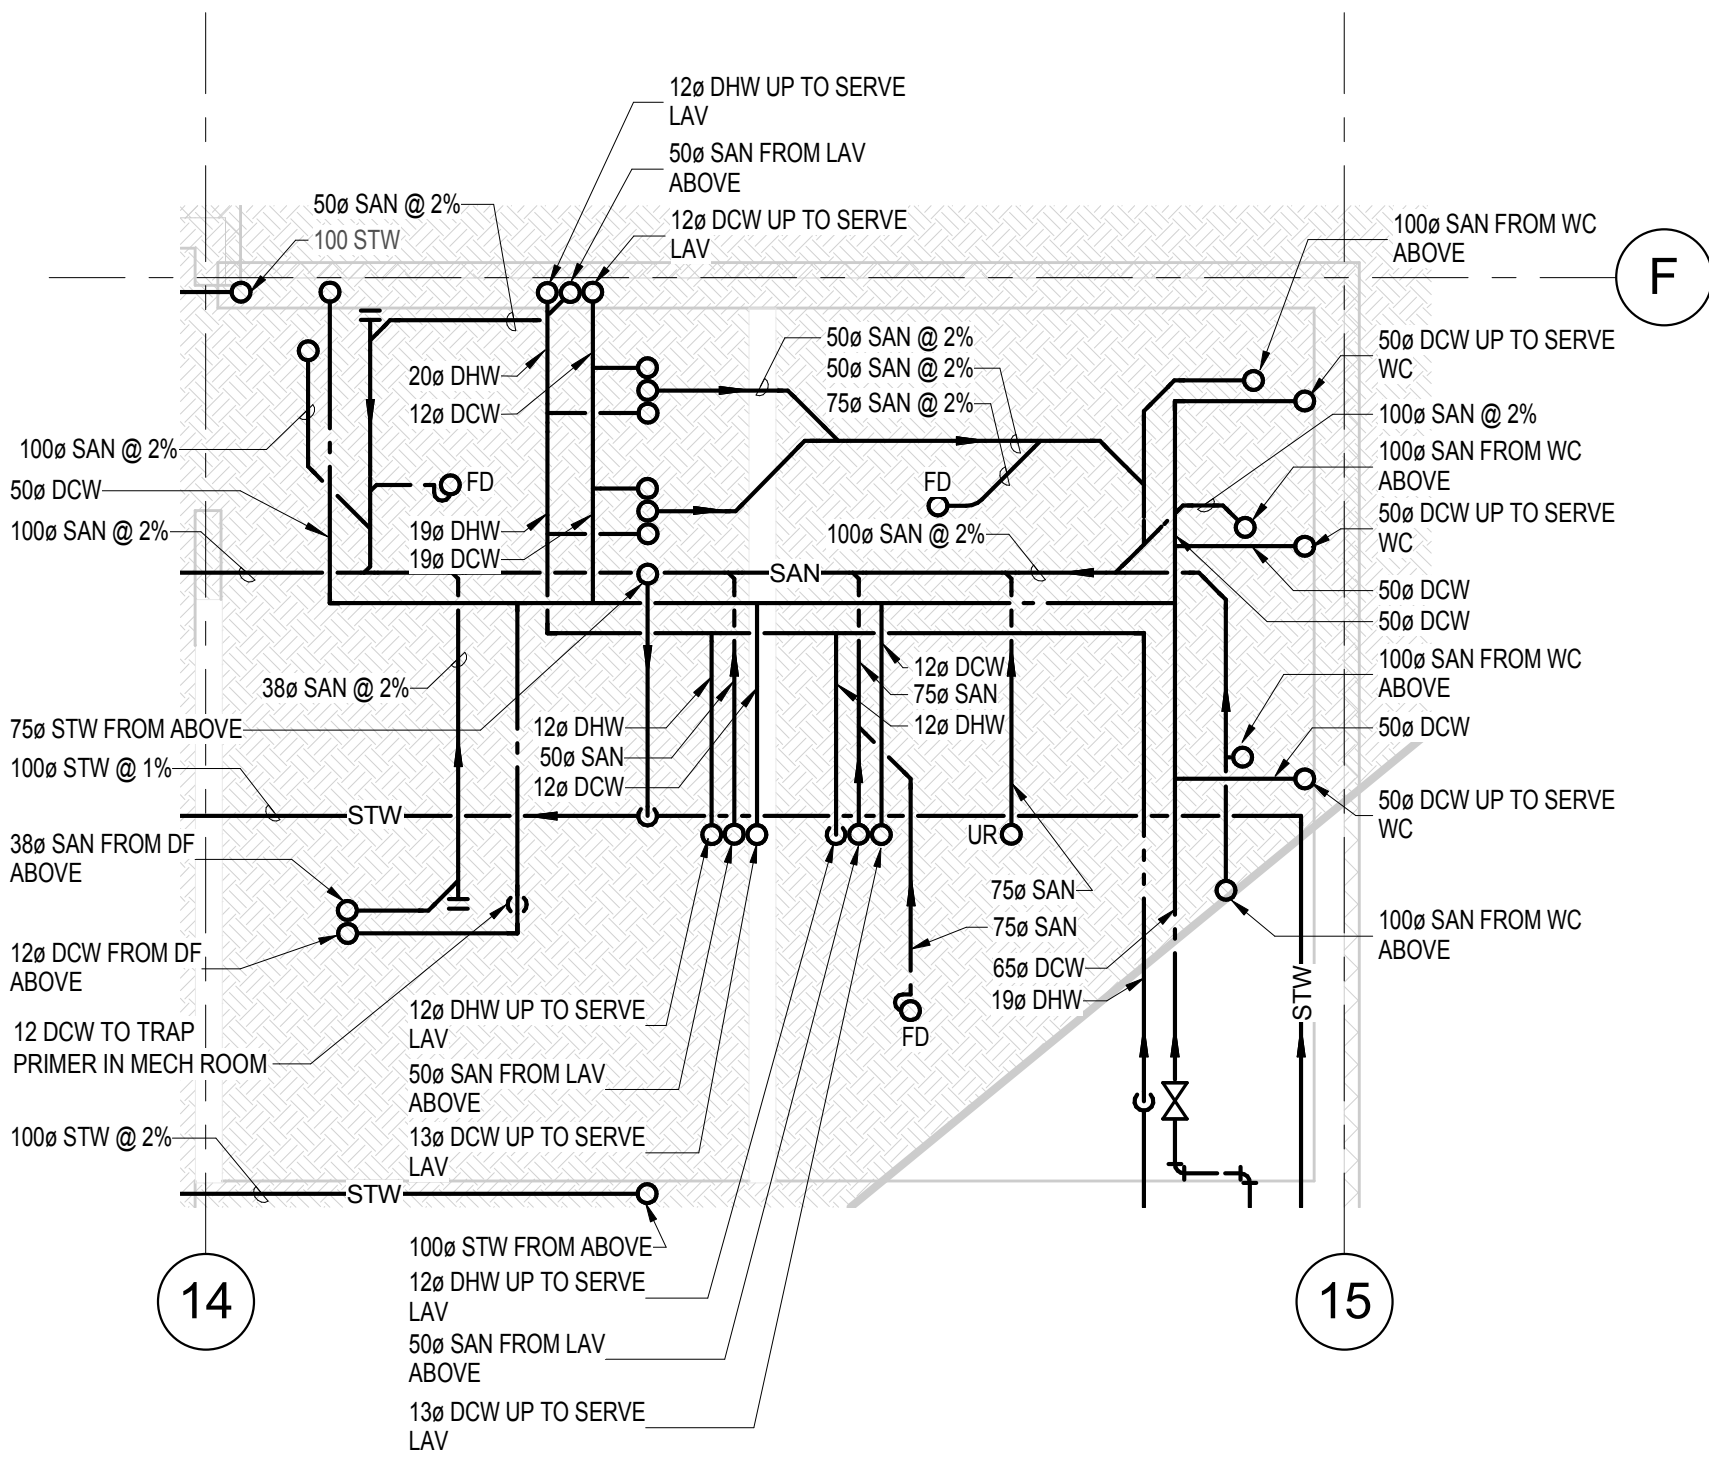 12ø DHW UP TO SERVE
LAV
50ø SAN FROM LAV
ABOVE
12ø DCW UP TO SERVE
LAV
50ø SAN @ 2%
100 STW
100ø SAN FROM WC
ABOVE
F
50ø DCW UP TO SERVE
WC
50ø SAN @ 2%
50ø SAN @ 2%
75ø SAN @ 2%
20ø DHW
12ø DCW
100ø SAN @ 2%
100ø SAN FROM WC
ABOVE
100ø SAN @ 2%
50ø DCW
100ø SAN @ 2%
FD
FD
50ø DCW UP TO SERVE
WC
19ø DHW
19ø DCW
100ø SAN @ 2%
SAN
50ø DCW
50ø DCW
100ø SAN FROM WC
ABOVE
38ø SAN @ 2%
12ø DCW
75ø SAN
12ø DHW
75ø STW FROM ABOVE
12ø DHW
50ø SAN
12ø DCW
50ø DCW
100ø STW @ 1%
STW
50ø DCW UP TO SERVE
WC
UR
38ø SAN FROM DF
ABOVE
75ø SAN
75ø SAN
65ø DCW
19ø DHW
100ø SAN FROM WC
ABOVE
12ø DCW FROM DF
ABOVE
STW
12 DCW TO TRAP
PRIMER IN MECH ROOM
12ø DHW UP TO SERVE
LAV
FD
50ø SAN FROM LAV
ABOVE
13ø DCW UP TO SERVE
LAV
100ø STW @ 2%
STW
100ø STW FROM ABOVE
12ø DHW UP TO SERVE
LAV
50ø SAN FROM LAV
ABOVE
13ø DCW UP TO SERVE
LAV
14
15